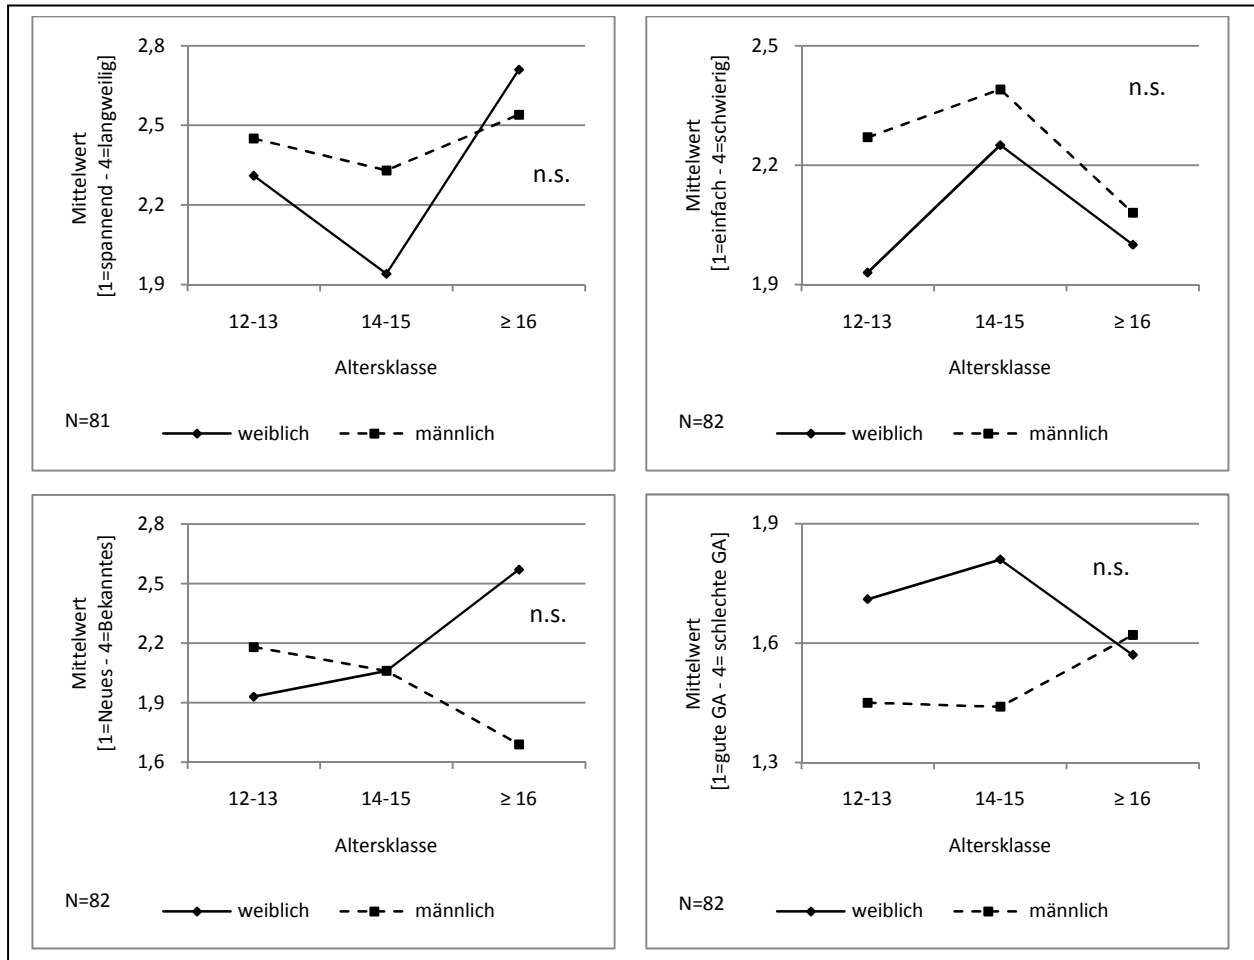 Mittelwert
[1=spannend - 4=langweilig]
2,8
2,5
2,2
1,9
n.s.
12-13 14-15 ≥ 16
Altersklasse
N=81 weiblich männlich
Mittelwert
[1=einfach - 4=schwierig]
2,5
2,2
1,9
n.s.
12-13 14-15 ≥ 16
Altersklasse
N=82 weiblich männlich
Mittelwert
[1=Neues - 4=Bekanntes]
2,8
2,5
2,2
1,9
1,6
n.s.
12-13 14-15 ≥ 16
Altersklasse
N=82 weiblich männlich
Mittelwert
[1=gute GA - 4= schlechte GA]
1,9
1,6
1,3
n.s.
12-13 14-15 ≥ 16
Altersklasse
N=82 weiblich männlich